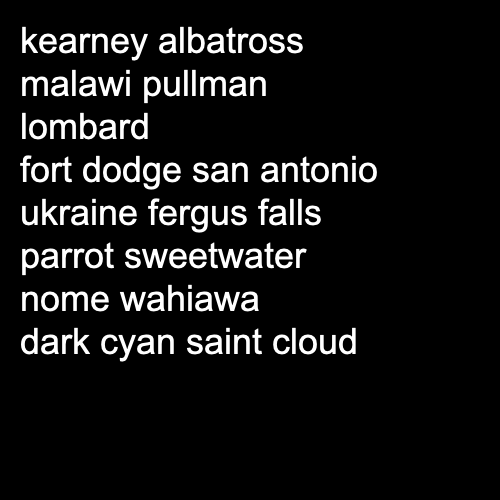 kearney albatross
malawi pullman
lombard
fort dodge san antonio
ukraine fergus falls
parrot sweetwater
nome wahiawa
dark cyan saint cloud